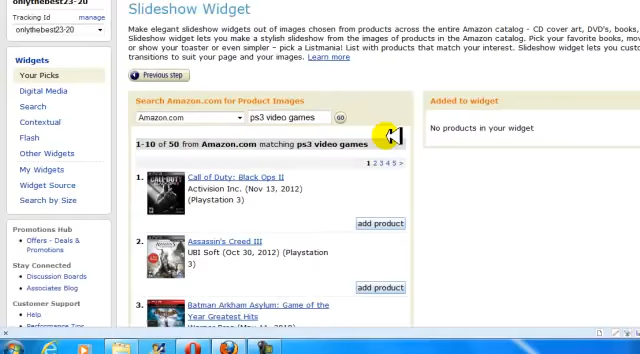 onlythebest23-20
Tracking Id manage
onlythebest23-20
Widgets
Your Picks
Digital Media
Search
Contextual
Flash
Other Widgets
My Widgets
Widget Source
Search by Size
Promotions Hub
Offers - Deals &
Promotions
Stay Connected
Discussion Boards
Associates Blog
Customer Support
Help
Performance Tips
Slideshow Widget
Make elegant slideshow widgets out of images chosen from products across the entire Amazon catalog - CD cover art, DVD's, books,
Slideshow widget lets you make a stylish slideshow from the images of products in the Amazon catalog. Pick your favorite books, mov
or show your toaster or even simpler – pick a Listmania! List with products that match your interest. Slideshow widget lets you custo
transitions to suit your page and your images. Learn more
Previous step
Search Amazon.com for Product Images
Amazon.com ps3 video games GO
1-10 of 50 from Amazon.com matching ps3 video games
1 2 3 4 5 >
1. Call of Duty: Black Ops II
Activision Inc. (Nov 13, 2012)
(Playstation 3)
add product
2. Assassin's Creed III
UBI Soft (Oct 30, 2012) (Playstation
3)
add product
3. Batman Arkham Asylum: Game of the
Year Greatest Hits
Added to widget
No products in your widget